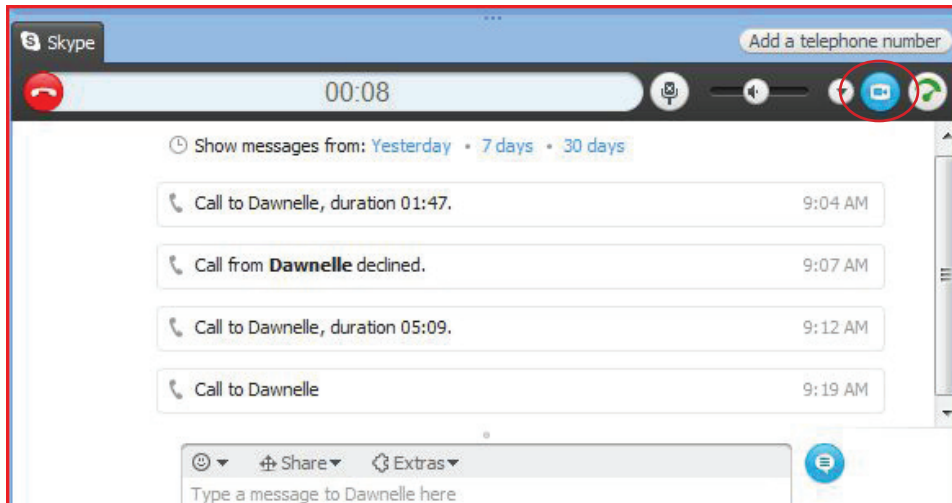 Skype
Add a telephone number
00:08
Show messages from: Yesterday • 7 days • 30 days
Call to Dawnelle, duration 01:47. 9:04 AM
Call from Dawnelle declined. 9:07 AM
Call to Dawnelle, duration 05:09. 9:12 AM
Call to Dawnelle 9:19 AM
Share Extras
Type a message to Dawnelle here